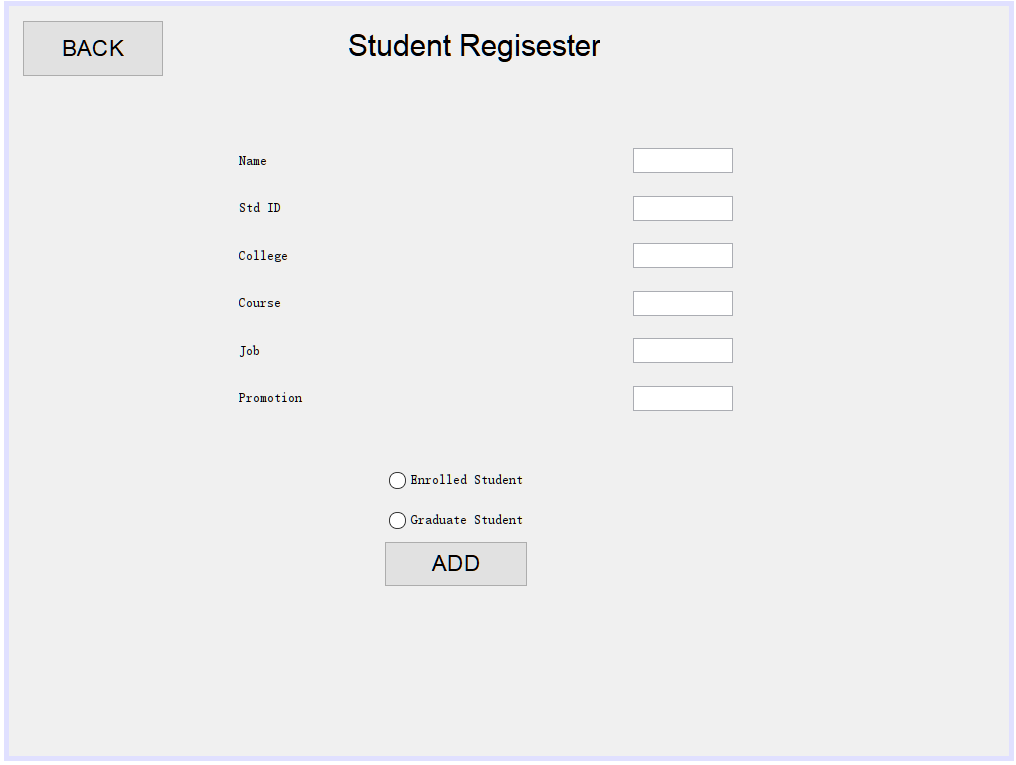 BACK
Student Regisester
Name
Std ID
College
Course
Job
Promotion
Enrolled Student
Graduate Student
ADD